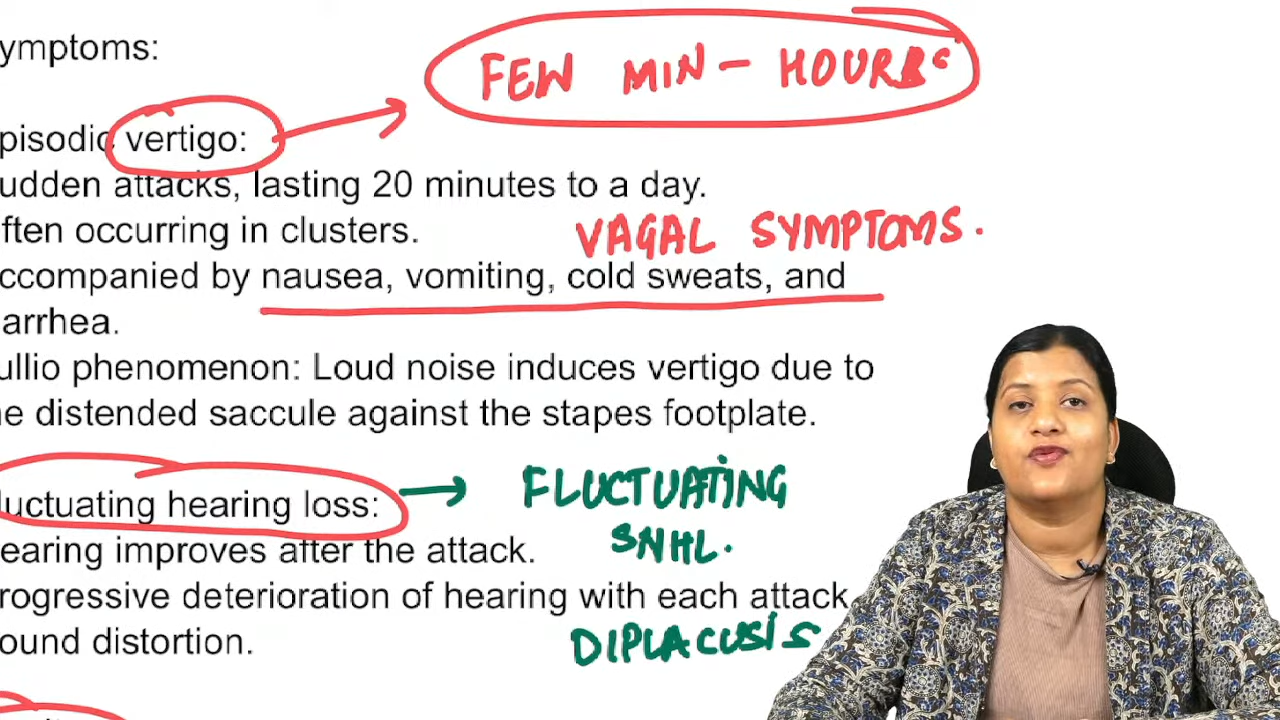 ymptoms:
FEW MIN - HOURS
pisodic vertigo:
udden attacks, lasting 20 minutes to a day.
ften occurring in clusters.
VAGAL SYMPTOMS.
ccompanied by nausea, vomiting, cold sweats, and
arrhea.
ullio phenomenon: Loud noise induces vertigo due to
he distended saccule against the stapes footplate.
uctuating hearing loss:
FLUCTUATING
SNHL.
earing improves after the attack.
rogressive deterioration of hearing with each attack
ound distortion.
DIPLACUSIS